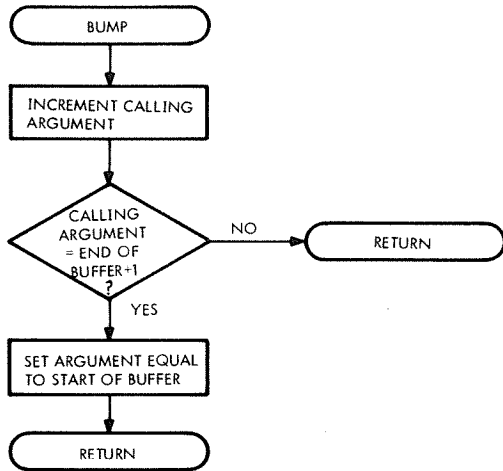 BUMP
INCREMENT CALLING
ARGUMENT
CALLING
ARGUMENT
= END OF
BUFFER+1
?
NO
RETURN
YES
SET ARGUMENT EQUAL
TO START OF BUFFER
RETURN